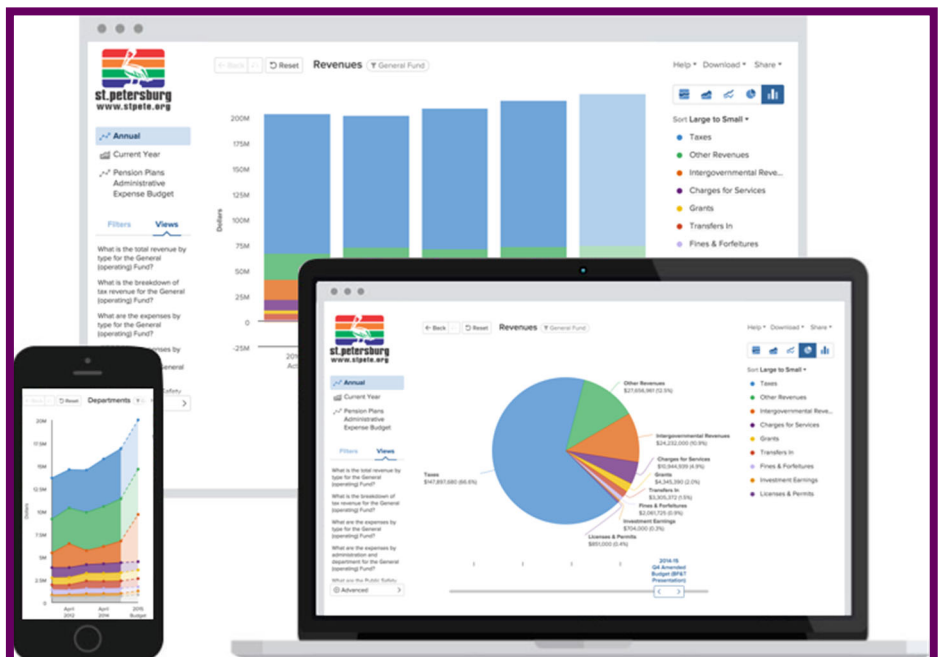 Back
Reset
Revenues
General Fund
Help
Download
Share
st.petersburg
www.stpete.org
Annual
Current Year
Pension Plans
Administrative
Expense Budget
Filters
Views
What is the total revenue by
type for the General
(operating) Fund?
What is the breakdown of
tax revenue for the General
(operating) Fund?
What are the expenses by
type for the General
(operating) Fund?
200M
175M
150M
125M
100M
75M
50M
25M
0
-25M
Dollars
Sort Large to Small
Taxes
Other Revenues
Intergovernmental Reve...
Charges for Services
Grants
Transfers In
Fines & Forfeitures
Reset
Departments
20M
17.5M
15M
12.5M
10M
7.5M
5M
2.5M
0
Dollars
April
2012
April
2014
2015
Budget
st.petersburg
www.stpete.org
Back
Reset
Revenues
General Fund
Help
Download
Share
Annual
Current Year
Pension Plans
Administrative
Expense Budget
Filters
Views
What is the total revenue by
type for the General
(operating) Fund?
What is the breakdown of
tax revenue for the General
(operating) Fund?
What are the expenses by
type for the General
(operating) Fund?
What are the expenses by
administration and
department for the General
(operating) Fund?
What are the Public Safety
Advanced
Other Revenues
$27,658,961 (12.5%)
Intergovernmental Revenues
$24,232,000 (10.9%)
Charges for Services
$10,944,939 (4.9%)
Grants
$4,345,390 (2.0%)
Transfers In
$3,305,372 (1.5%)
Fines & Forfeitures
$2,061,725 (0.9%)
Investment Earnings
$704,000 (0.3%)
Licenses & Permits
$851,000 (0.4%)
Taxes
$147,897,680 (66.6%)
2014-15
Q4 Amended
Budget (BF&T
Presentation)
Sort Large to Small
Taxes
Other Revenues
Intergovernmental Reve...
Charges for Services
Grants
Transfers In
Fines & Forfeitures
Investment Earnings
Licenses & Permits